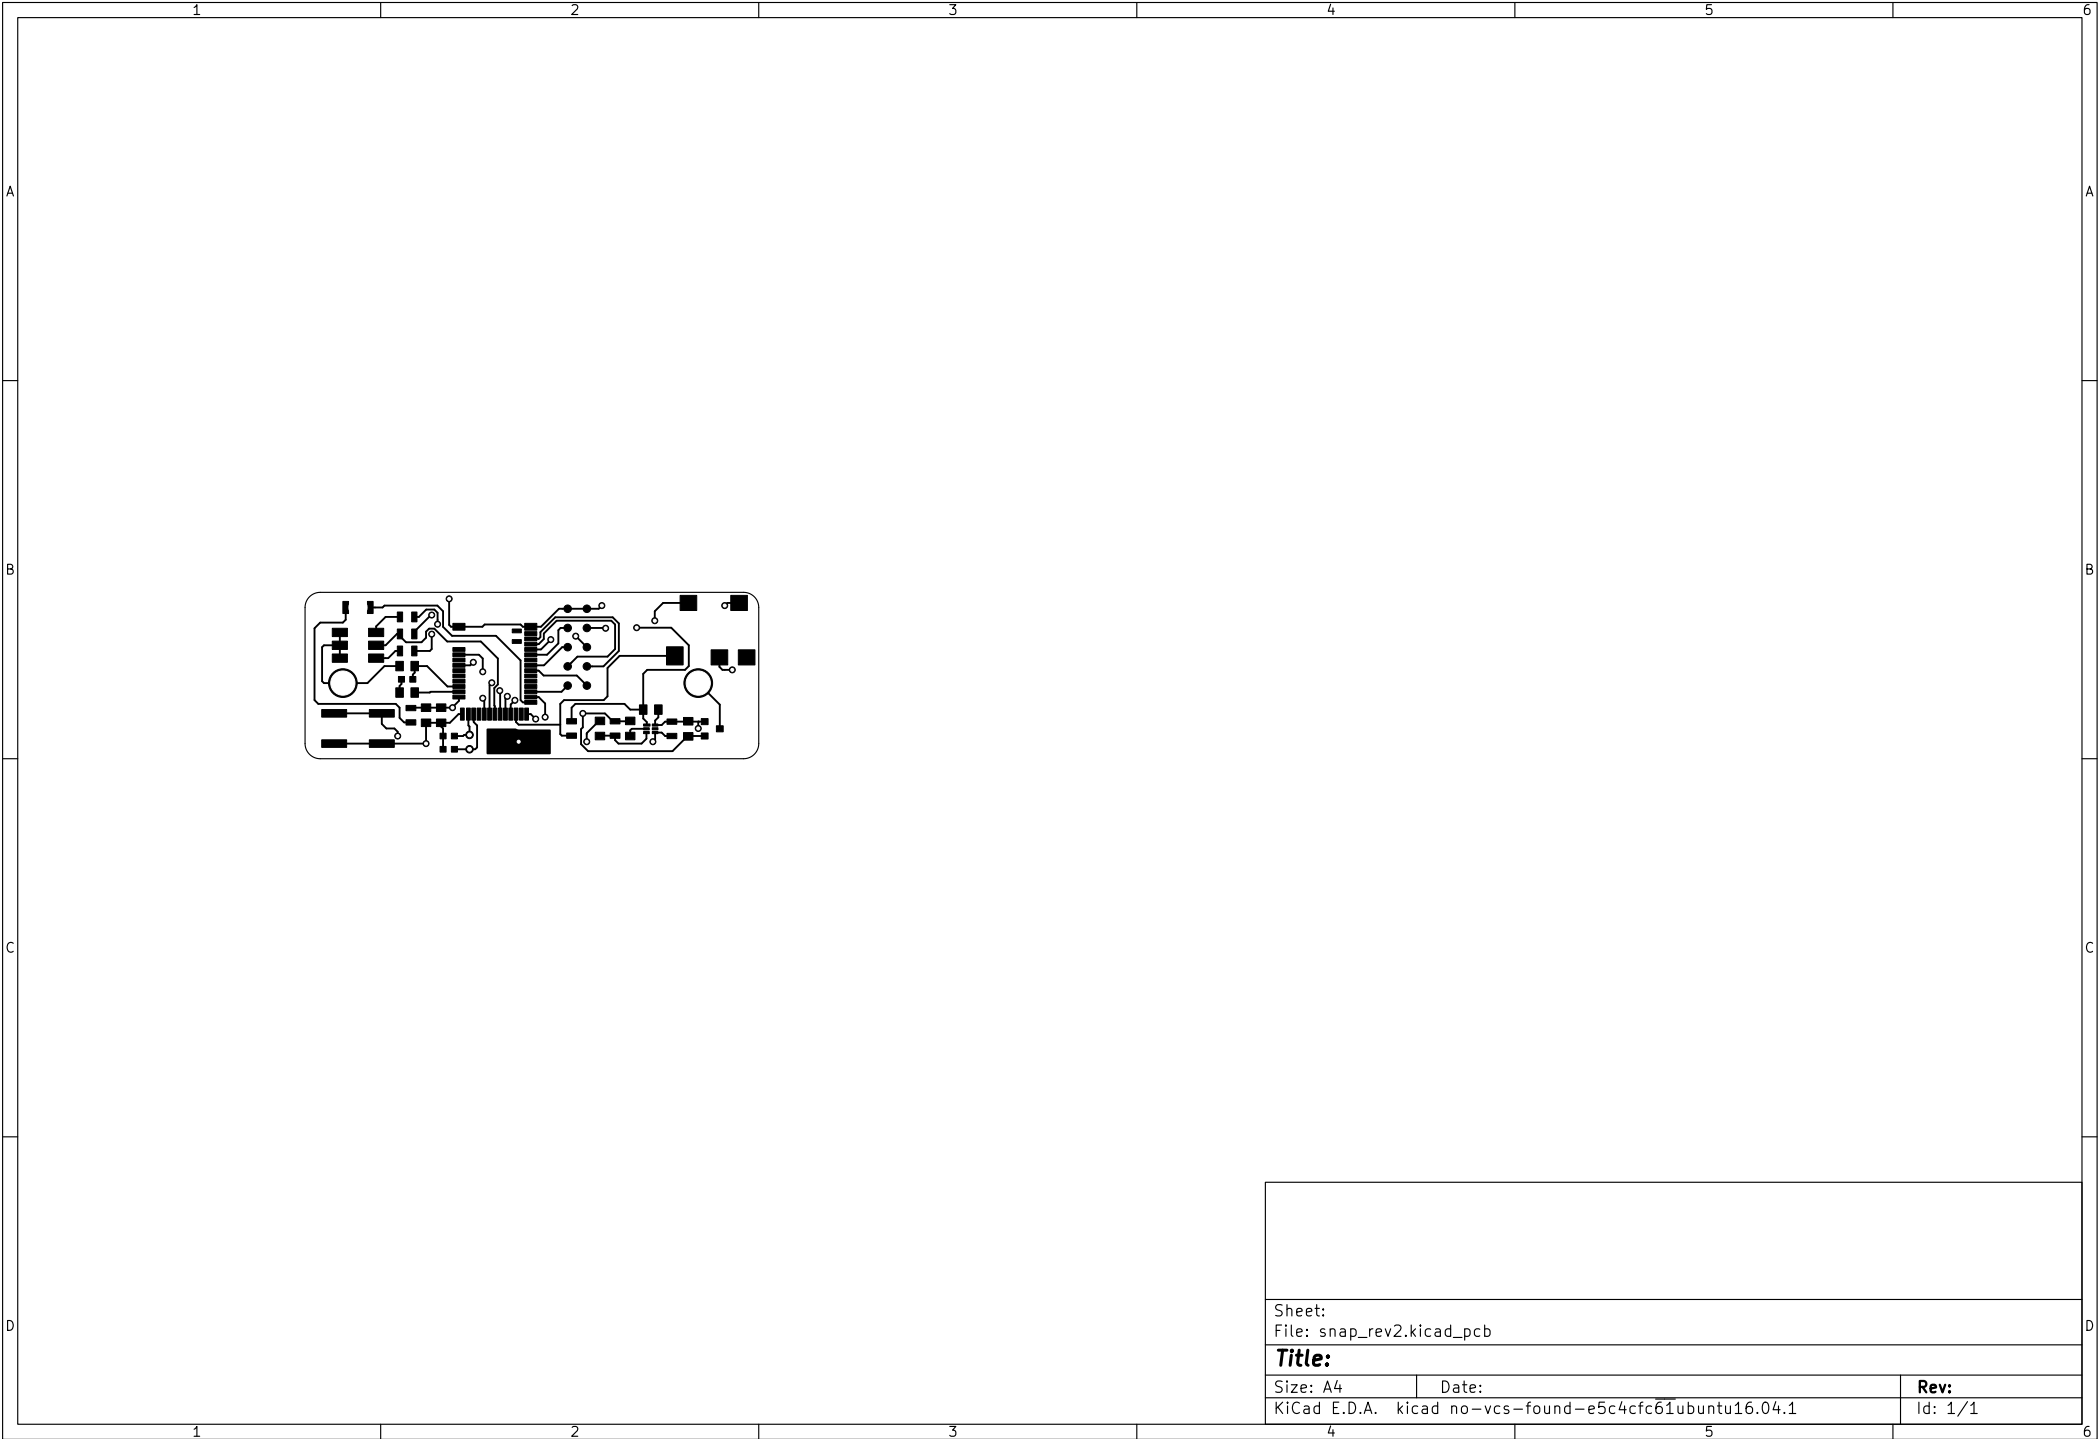 1 2 3 4 5 6
A A
B B
C C
D D
Sheet:
File: snap_rev2.kicad_pcb
Title:
Size: A4 Date: Rev:
KiCad E.D.A. kicad no-vcs-found-e5c4cfc61ubuntu16.04.1 Id: 1/1
1 2 3 4 5 6